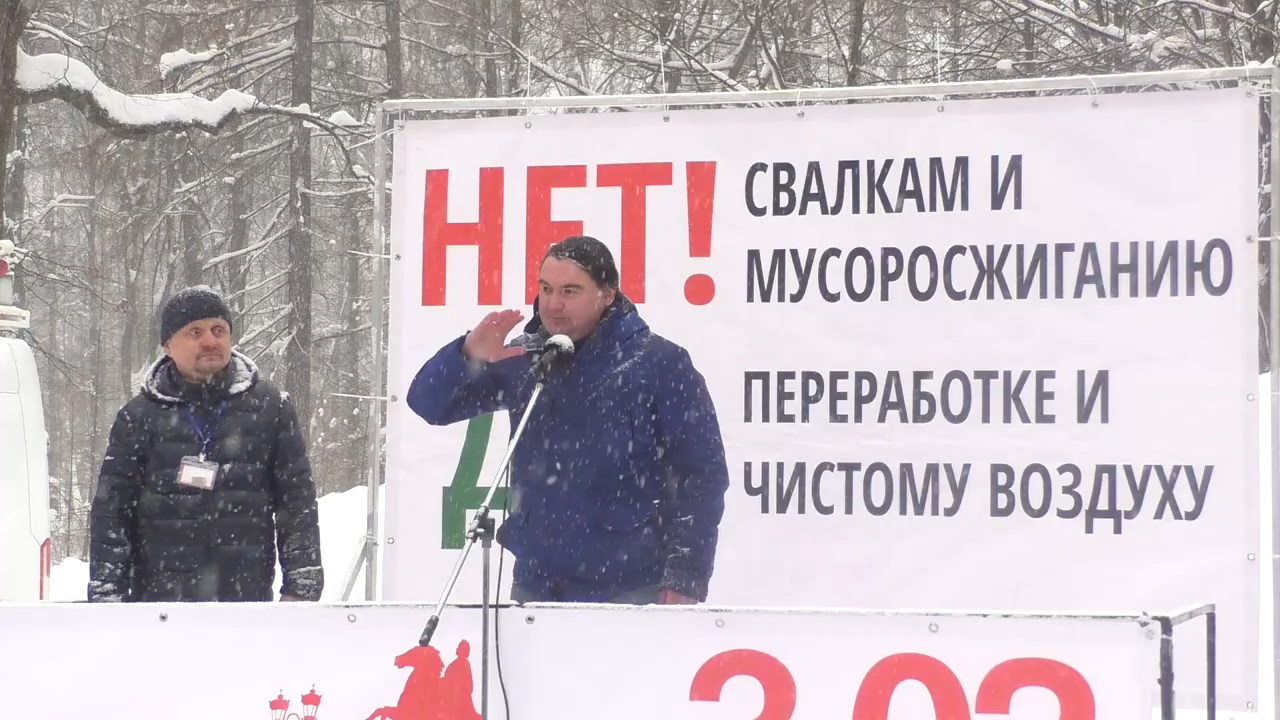 НЕТ!
СВАЛКАМ И
МУСОРОСЖИГАНИЮ
ПЕРЕРАБОТКЕ И
ЧИСТОМУ ВОЗДУХУ